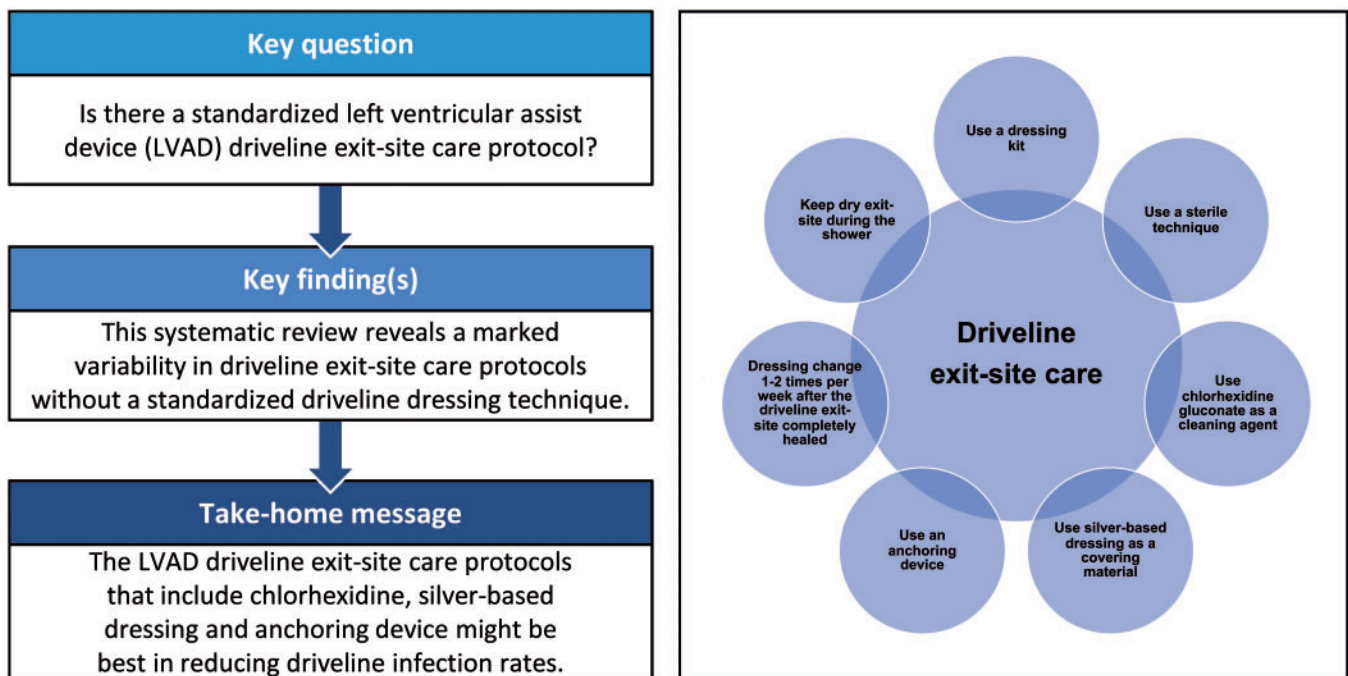 Key question
Is there a standardized left ventricular assist
device (LVAD) driveline exit-site care protocol?
Key finding(s)
This systematic review reveals a marked
variability in driveline exit-site care protocols
without a standardized driveline dressing technique.
Take-home message
The LVAD driveline exit-site care protocols
that include chlorhexidine, silver-based
dressing and anchoring device might be
best in reducing driveline infection rates.
Use a dressing
kit
Use a sterile
technique
Use
chlorhexidine
gluconate as a
cleaning agent
Use silver-based
dressing as a
covering
material
Use an
anchoring
device
Dressing change
1-2 times per
week after the
driveline exit-
site completely
healed
Keep dry exit-
site during the
shower
Driveline
exit-site care